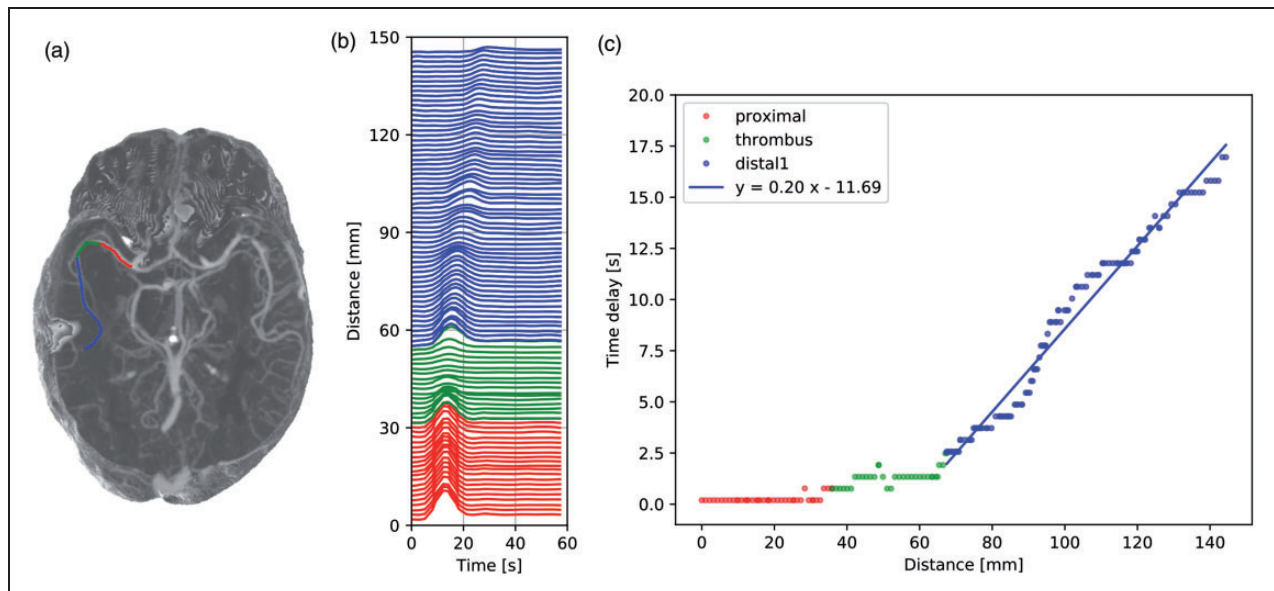 (a)
(b)
Distance [mm]
150
120
90
60
30
0
0 20 40 60
Time [s]
(c)
Time delay [s]
20.0
17.5
15.0
12.5
10.0
7.5
5.0
2.5
0.0
proximal
thrombus
distal1
y = 0.20 x - 11.69
0 20 40 60 80 100 120 140
Distance [mm]